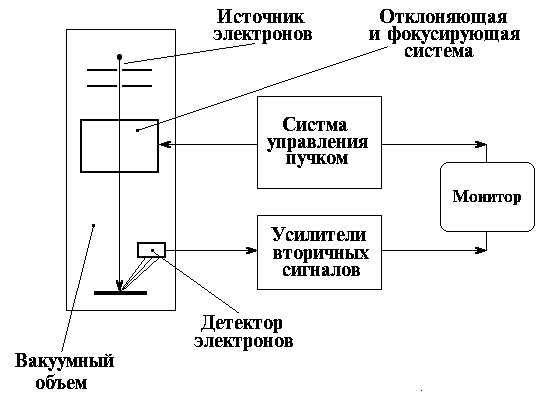 Источник
электронов
Отклоняющая
и фокусирующая
система
Систма
управления
пучком
Монитор
Усилители
вторичных
сигналов
Детектор
электронов
Вакуумный
объем